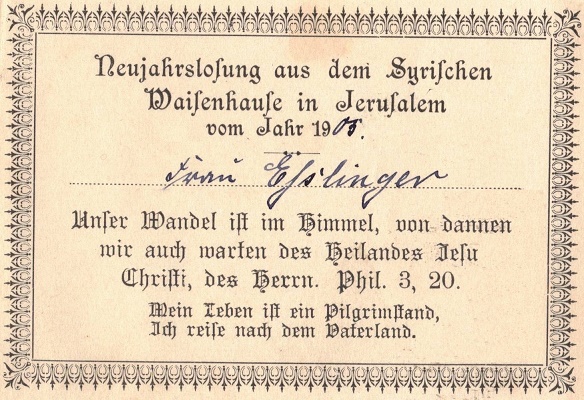 Neujahrslosung aus dem Syrischen
Waisenhause in Jerusalem
vom Jahr 1905.
Frau Esslinger
Unser Wandel ist im Himmel, von dannen
wir auch warten des Heilandes Jesu
Christi, des Herrn. Phil. 3, 20.
Mein Leben ist ein Pilgrimstand,
Ich reise nach dem Vaterland.